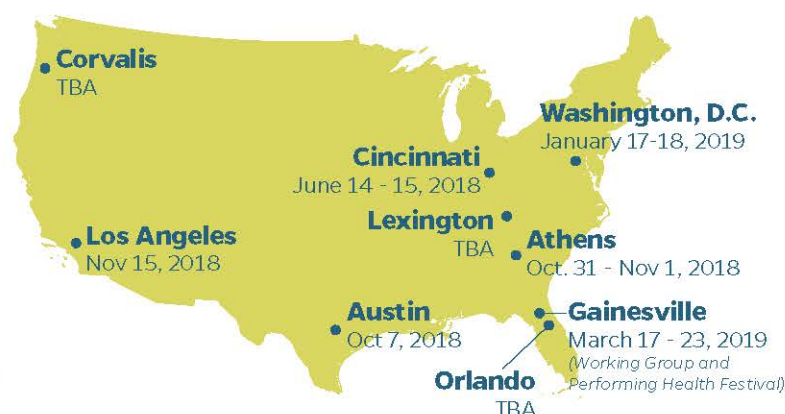 Corvalis
TBA
Washington, D.C.
January 17-18, 2019
Cincinnati
June 14 - 15, 2018
Lexington
TBA
Los Angeles
Nov 15, 2018
Athens
Oct. 31 - Nov 1, 2018
Austin
Oct 7, 2018
Gainesville
March 17 - 23, 2019
(Working Group and
Performing Health Festival)
Orlando
TBA